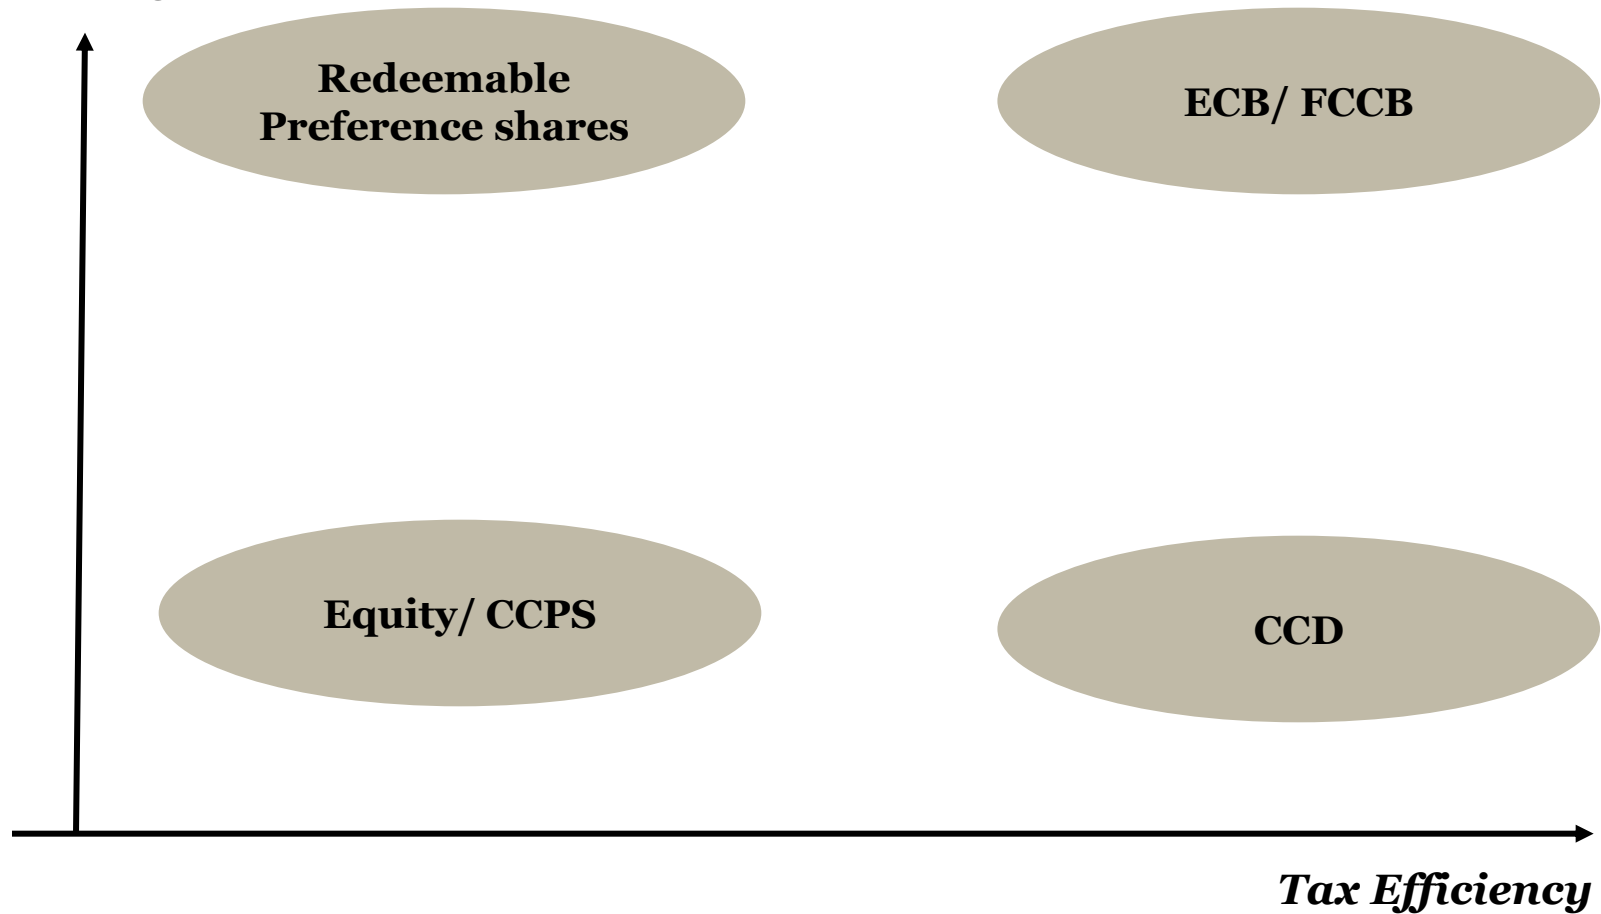 Redeemable
Preference shares
ECB/ FCCB
Equity/ CCPS
CCD
Tax Efficiency